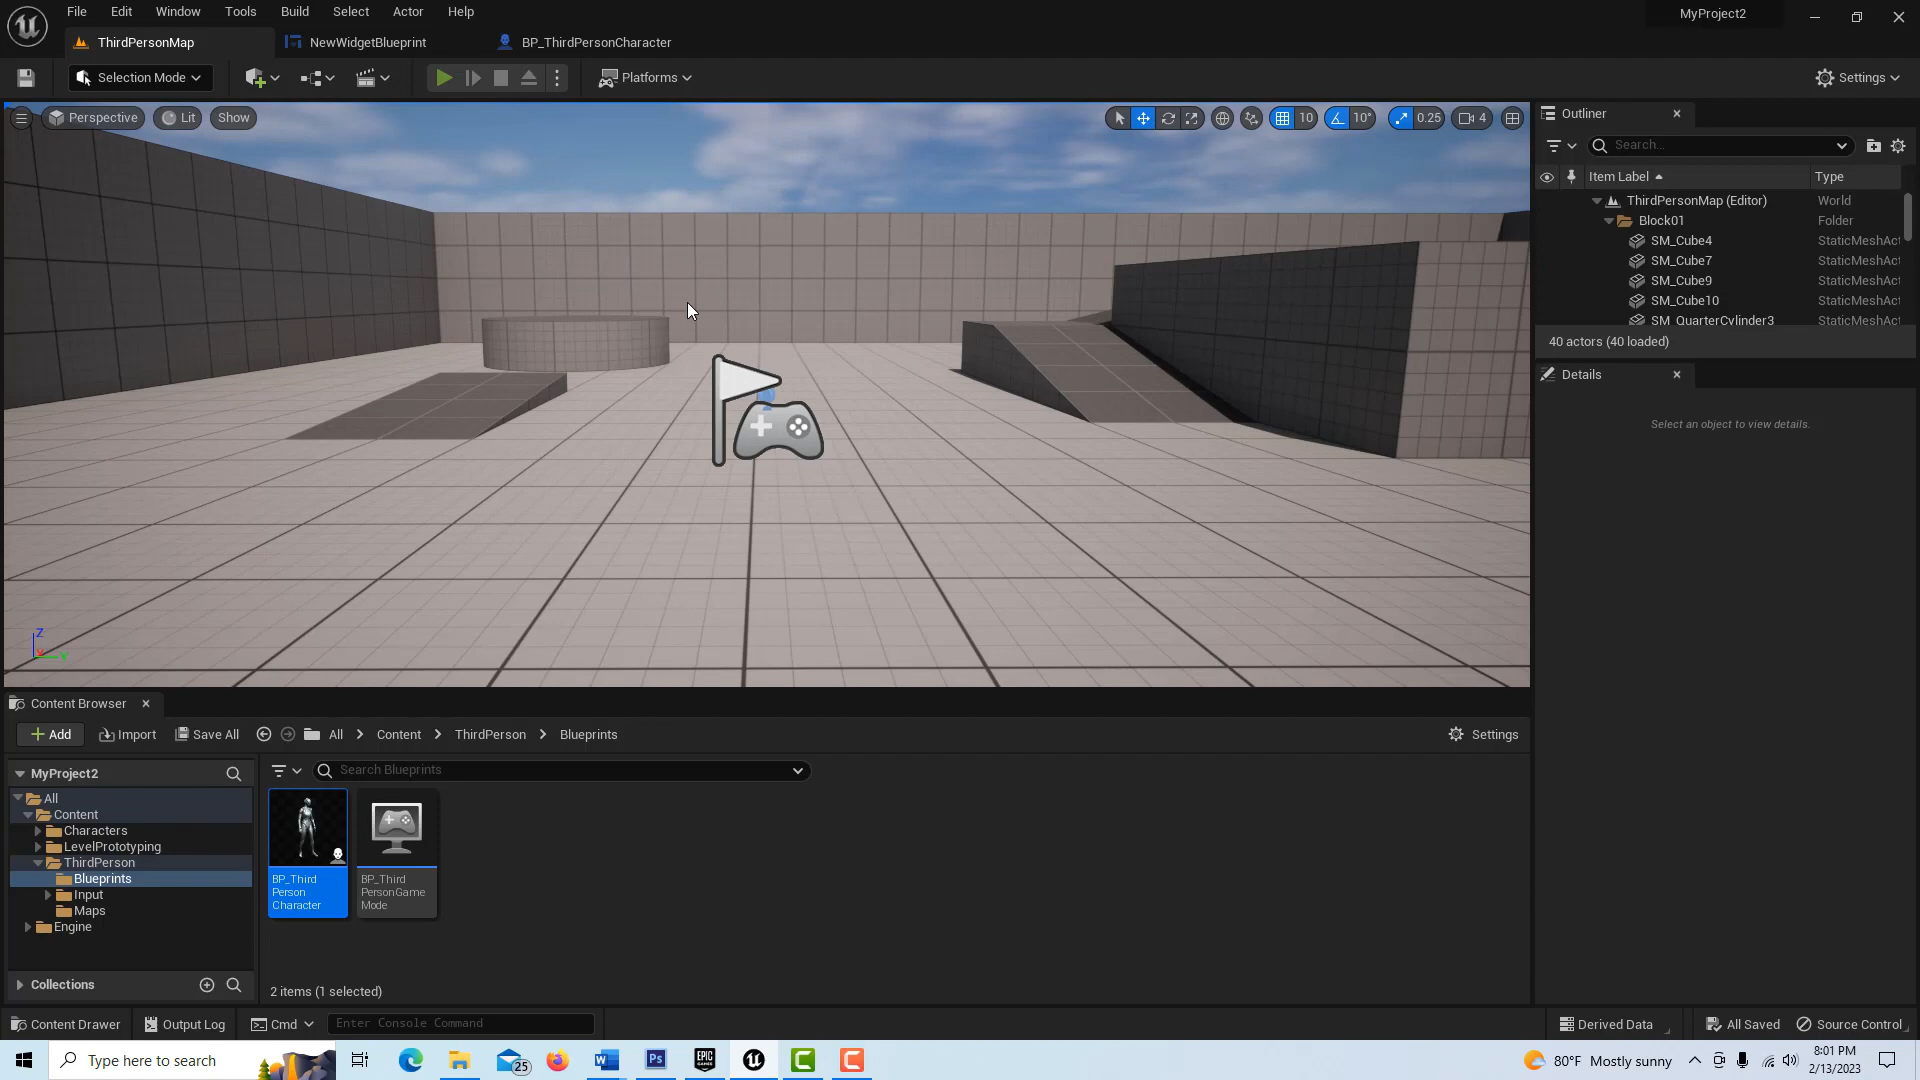 File Edit Window Tools Build Select Actor Help
MyProject2
ThirdPersonMap
NewWidgetBlueprint
BP_ThirdPersonCharacter
Selection Mode
Platforms
Settings
Perspective
Lit
Show
10
10°
0.25
4
Outliner
Search...
Item Label
Type
ThirdPersonMap (Editor) World
Block01 Folder
SM_Cube4 StaticMeshAct
SM_Cube7 StaticMeshAct
SM_Cube9 StaticMeshAct
SM_Cube10 StaticMeshAct
SM_QuarterCylinder3 StaticMeshAct
40 actors (40 loaded)
Details
Select an object to view details.
Z
X
Y
Content Browser
Add
Import
Save All
All
Content
ThirdPerson
Blueprints
Settings
MyProject2
Search Blueprints
All
Content
Characters
LevelPrototyping
ThirdPerson
Blueprints
Input
Maps
Engine
Collections
BP_Third
Person
Character
BP_Third
PersonGame
Mode
2 items (1 selected)
Content Drawer
Output Log
Cmd
Enter Console Command
Derived Data
All Saved
Source Control
Type here to search
25
W
Ps
EPIC
GAMES
80°F Mostly sunny
8:01 PM
2/13/2023